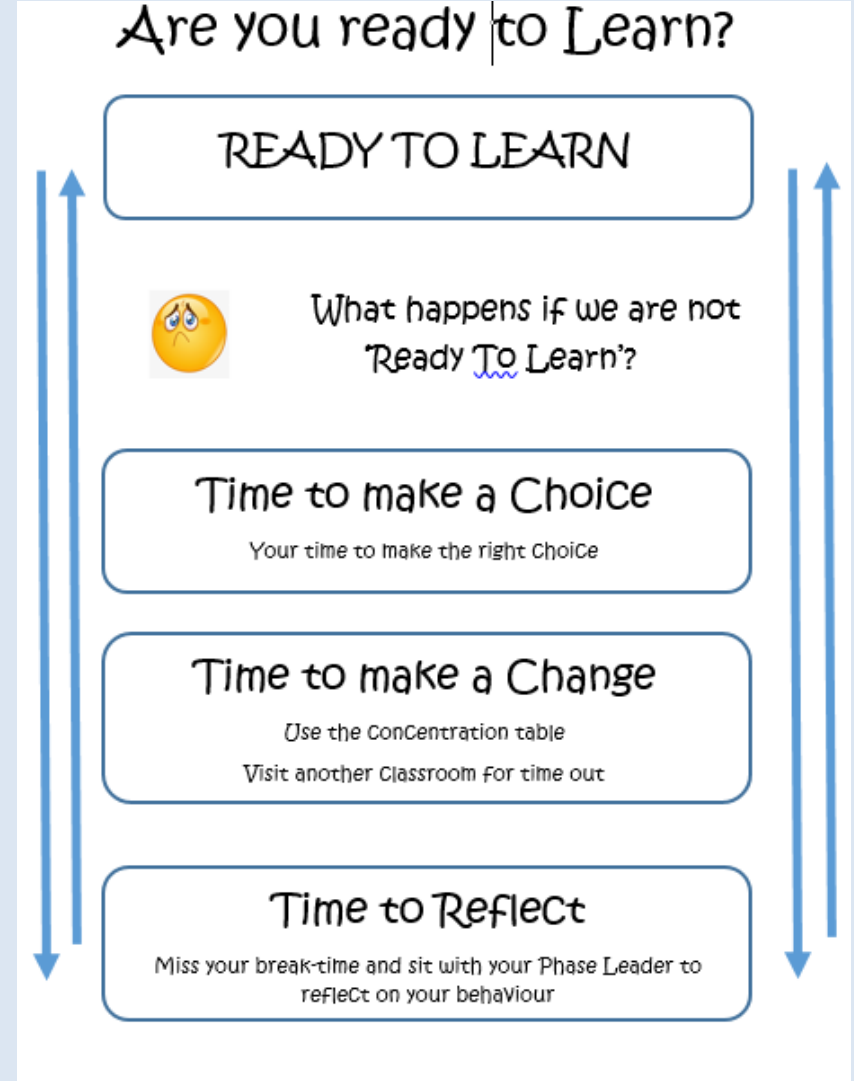 Are you ready to Learn?
READY TO LEARN
What happens if we are not
'Ready To Learn'?
Time to make a Choice
Your time to make the right choice
Time to make a Change
Use the concentration table
Visit another classroom for time out
Time to Reflect
Miss your break-time and sit with your Phase Leader to
reflect on your behaviour